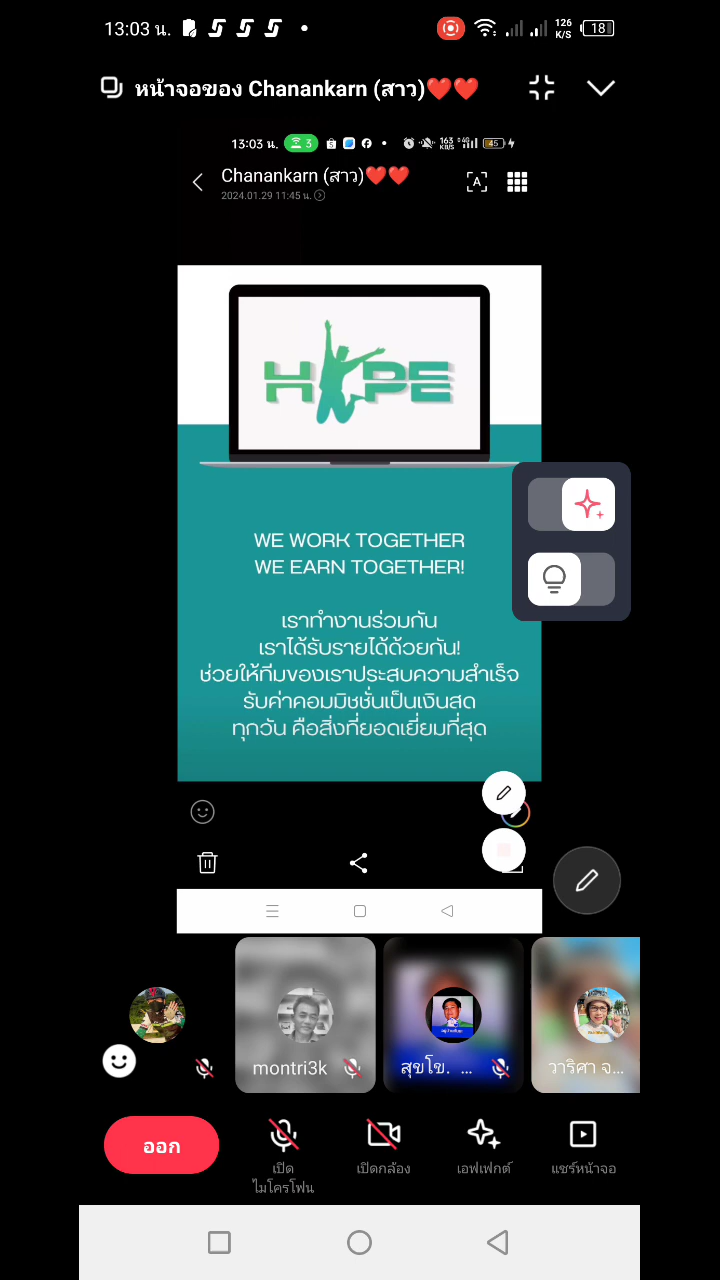 13:03 น.
126 K/S
18
หน้าจอของ Chanankarn (สาว)❤️❤️
13:03 น.
3
163 KB/S
4G
45
Chanankarn (สาว)❤️❤️
2024.01.29 11:45 น.
A
HOPE
WE WORK TOGETHER
WE EARN TOGETHER!
เราทำงานร่วมกัน
เราได้รับรายได้ด้วยกัน!
ช่วยให้ทีมของเราประสบความสำเร็จ
รับค่าคอมมิชชั่นเป็นเงินสด
ทุกวัน คือสิ่งที่ยอดเยี่ยมที่สุด
montri3k
สุขโข. ...
วาริศา จ...
ออก
เปิด
ไมโครโฟน
เปิดกล้อง
เอฟเฟกต์
แชร์หน้าจอ